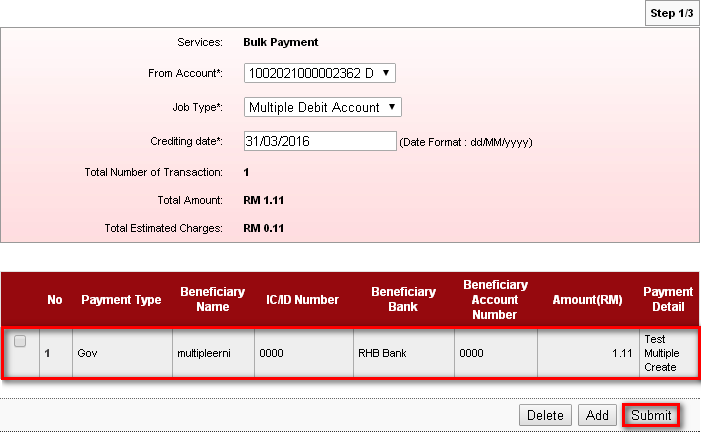 Step 1/3
Services: Bulk Payment
From Account*: 1002021000002362 D
Job Type*: Multiple Debit Account
Crediting date*: 31/03/2016 (Date Format : dd/MM/yyyy)
Total Number of Transaction: 1
Total Amount: RM 1.11
Total Estimated Charges: RM 0.11
No Payment Type Beneficiary Name IC/ID Number Beneficiary Bank Beneficiary Account Number Amount(RM) Payment Detail
1 Gov multipleerni 0000 RHB Bank 0000 1.11 Test Multiple Create
Delete Add Submit